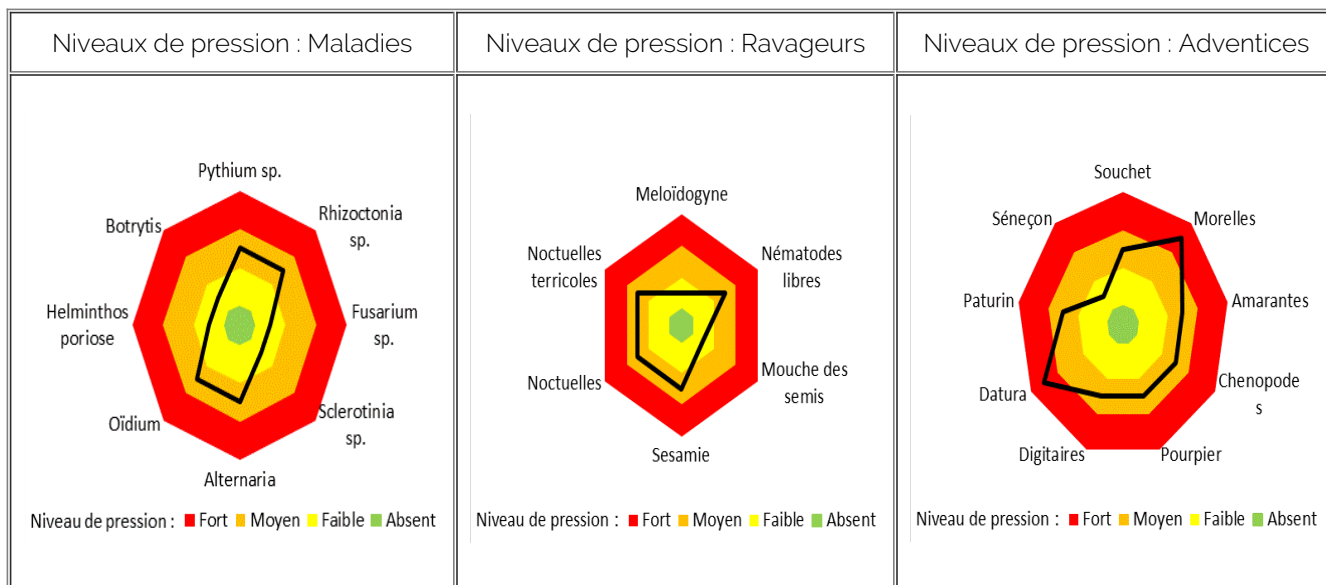 Niveaux de pression : Maladies
Niveaux de pression : Ravageurs
Niveaux de pression : Adventices
Pythium sp.
Rhizoctonia
sp.
Fusarium
sp.
Sclerotinia
sp.
Alternaria
Oïdium
Helminthos
poriose
Botrytis
Niveau de pression : Fort Moyen Faible Absent
Meloïdogyne
Nématodes
libres
Mouche des
semis
Sesamie
Noctuelles
Noctuelles
terricoles
Niveau de pression : Fort Moyen Faible Absent
Souchet
Morelles
Amarantes
Chenopode
s
Pourpier
Digitaires
Datura
Paturin
Séneçon
Niveau de pression : Fort Moyen Faible Absent